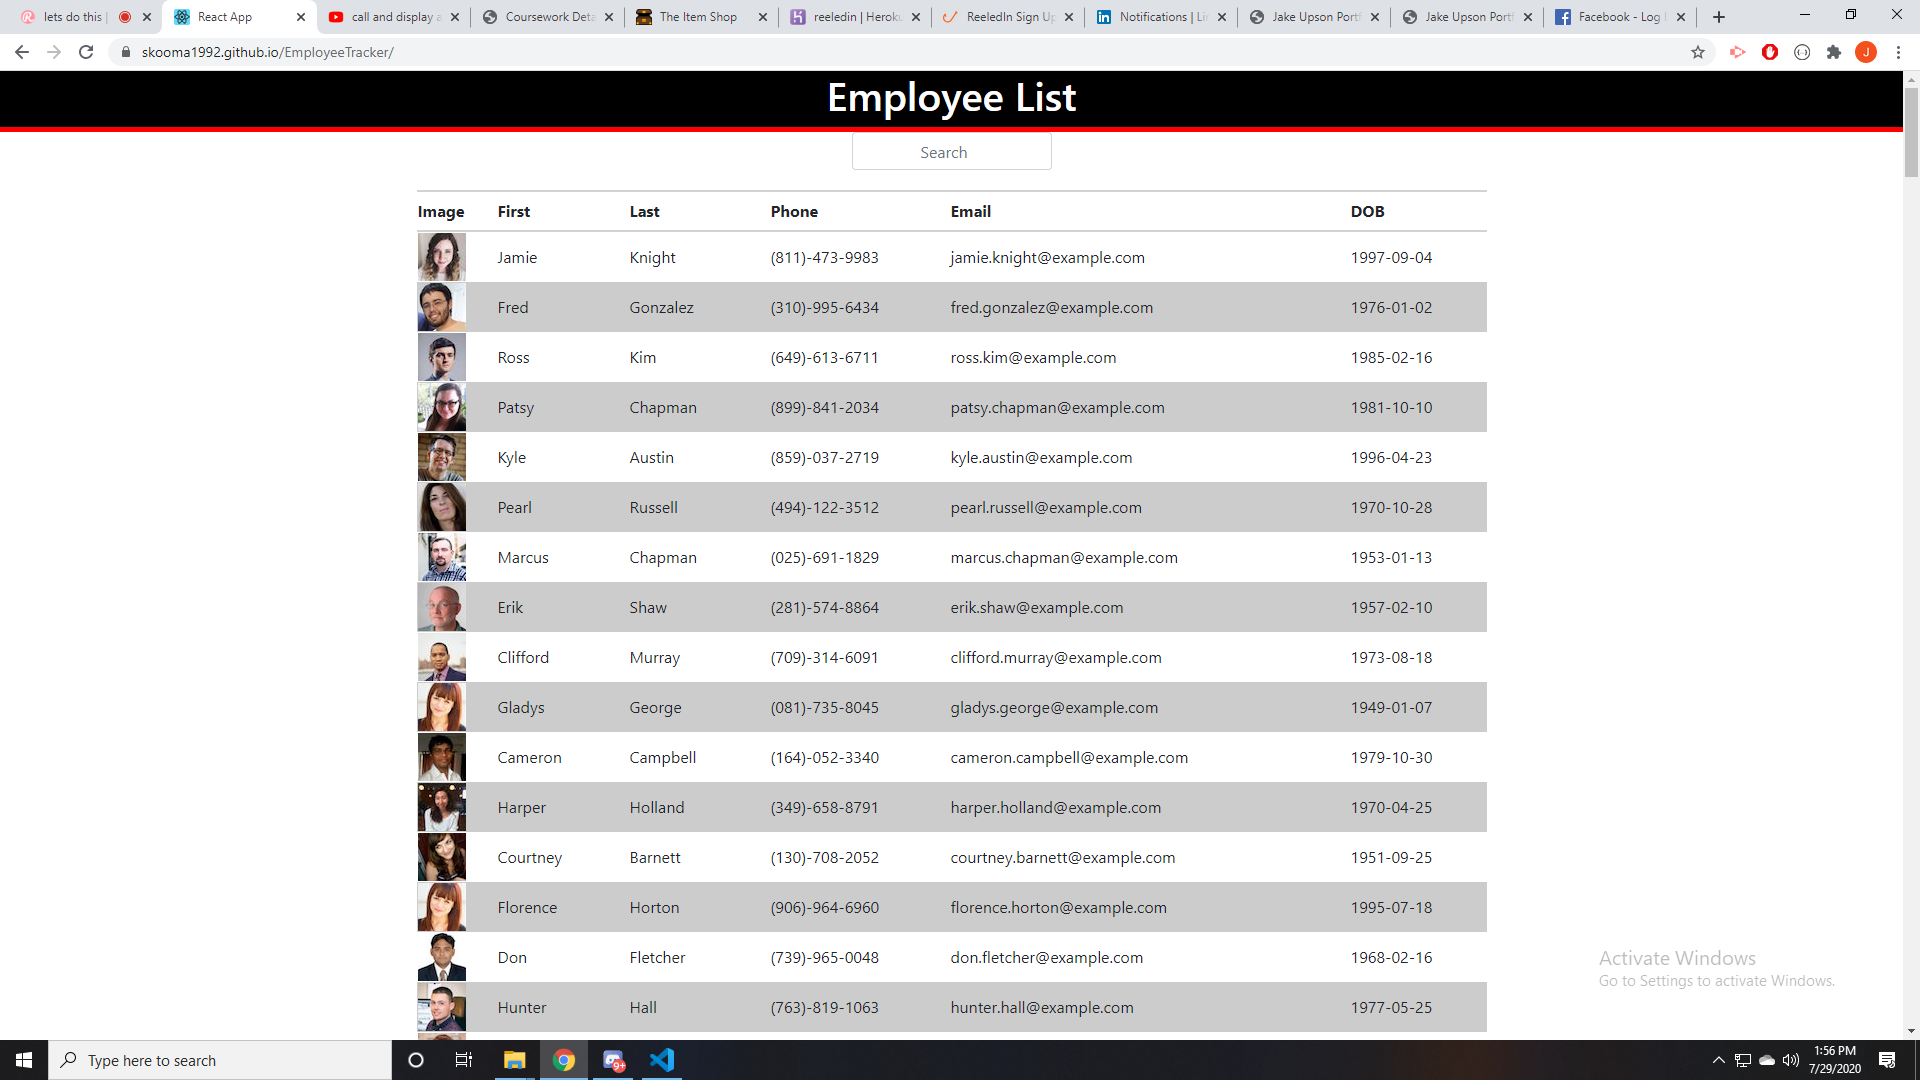 lets do this |
React App
call and display a
Coursework Deta
The Item Shop
reeledin | Heroku
ReeledIn Sign Up
Notifications | Lin
Jake Upson Portf
Jake Upson Portf
Facebook - Log I
skooma1992.github.io/EmployeeTracker/
J
Employee List
Search
Image First Last Phone Email DOB
Jamie Knight (811)-473-9983 jamie.knight@example.com 1997-09-04
Fred Gonzalez (310)-995-6434 fred.gonzalez@example.com 1976-01-02
Ross Kim (649)-613-6711 ross.kim@example.com 1985-02-16
Patsy Chapman (899)-841-2034 patsy.chapman@example.com 1981-10-10
Kyle Austin (859)-037-2719 kyle.austin@example.com 1996-04-23
Pearl Russell (494)-122-3512 pearl.russell@example.com 1970-10-28
Marcus Chapman (025)-691-1829 marcus.chapman@example.com 1953-01-13
Erik Shaw (281)-574-8864 erik.shaw@example.com 1957-02-10
Clifford Murray (709)-314-6091 clifford.murray@example.com 1973-08-18
Gladys George (081)-735-8045 gladys.george@example.com 1949-01-07
Cameron Campbell (164)-052-3340 cameron.campbell@example.com 1979-10-30
Harper Holland (349)-658-8791 harper.holland@example.com 1970-04-25
Courtney Barnett (130)-708-2052 courtney.barnett@example.com 1951-09-25
Florence Horton (906)-964-6960 florence.horton@example.com 1995-07-18
Don Fletcher (739)-965-0048 don.fletcher@example.com 1968-02-16
Hunter Hall (763)-819-1063 hunter.hall@example.com 1977-05-25
Activate Windows
Go to Settings to activate Windows.
Type here to search
9+
1:56 PM
7/29/2020